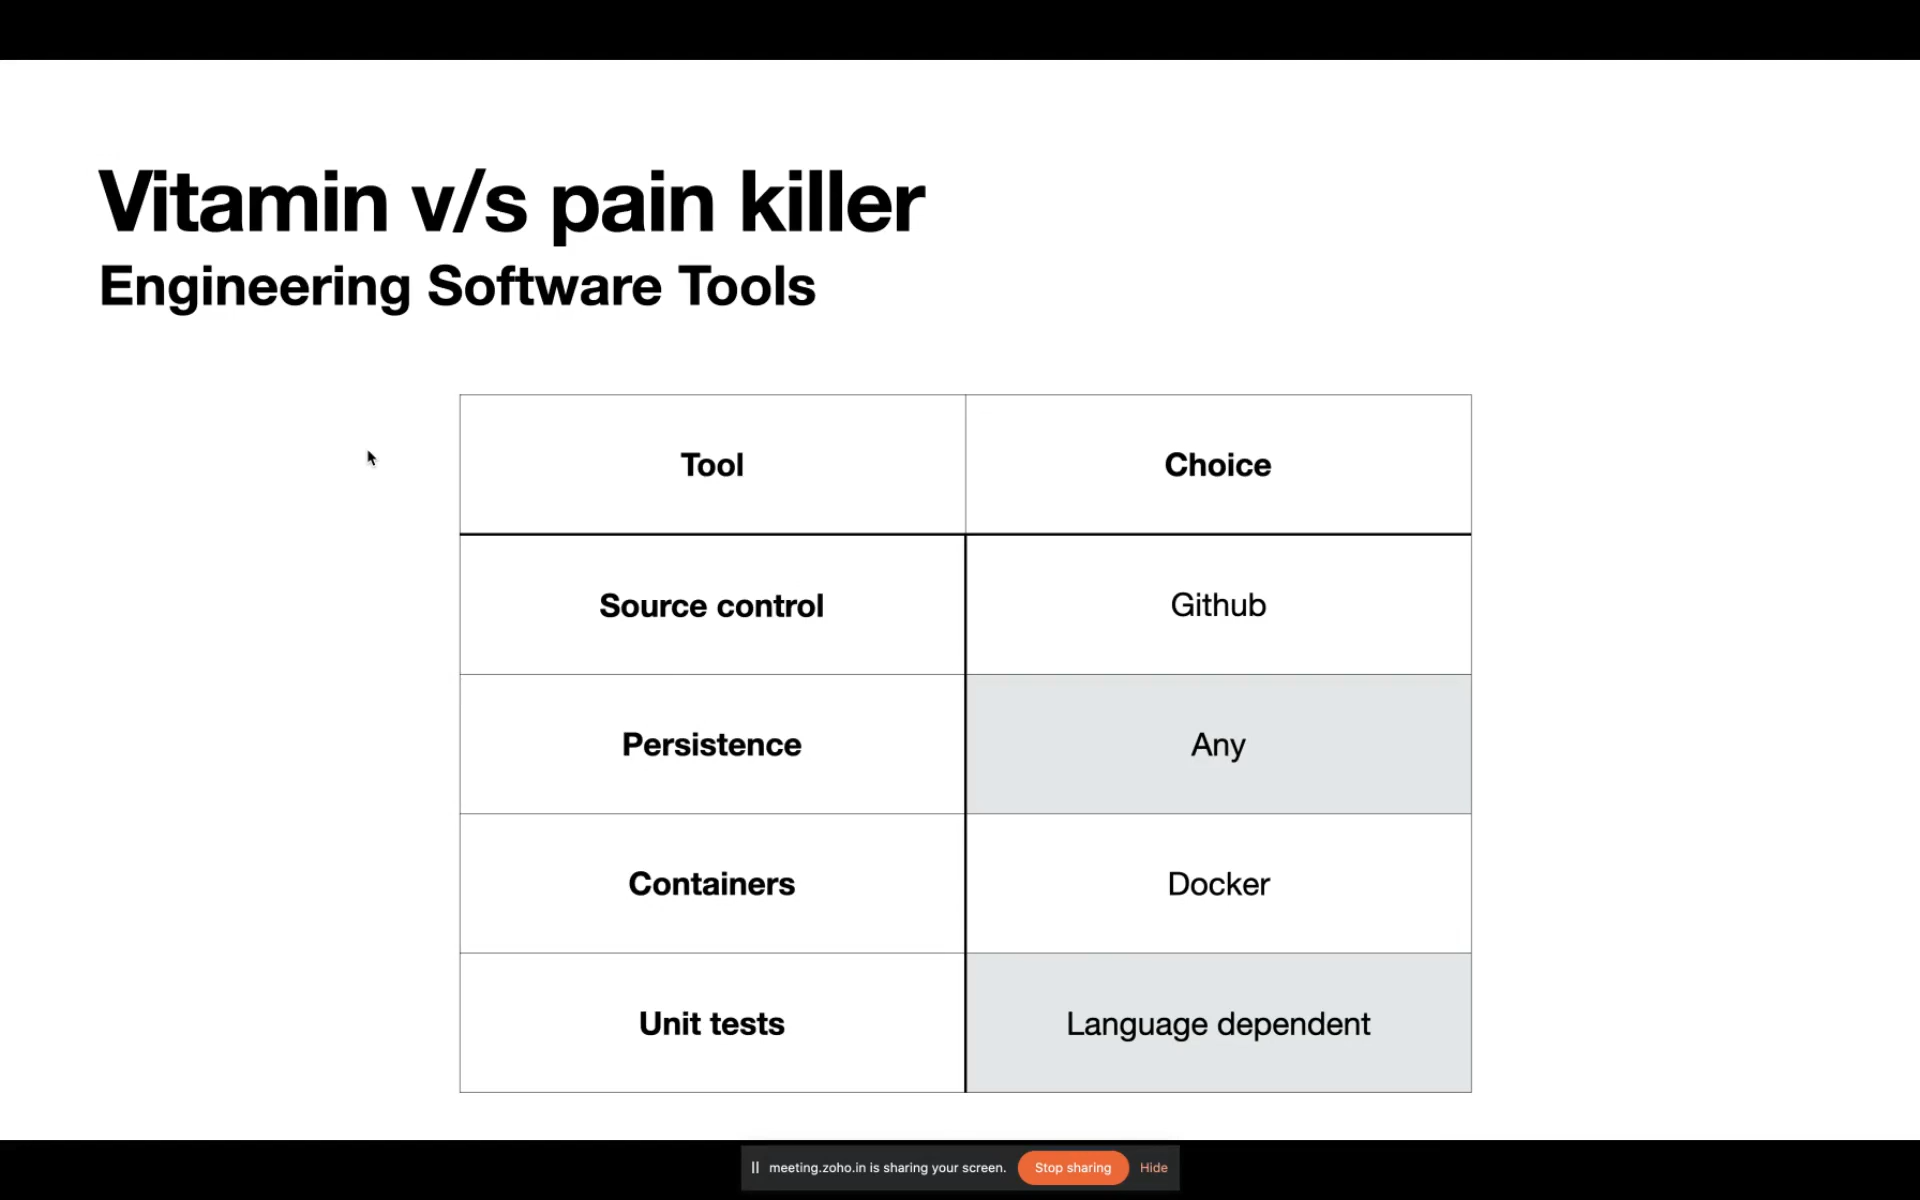 Vitamin v/s pain killer
Engineering Software Tools
Tool Choice
Source control Github
Persistence Any
Containers Docker
Unit tests Language dependent
meeting.zoho.in is sharing your screen. Stop sharing Hide